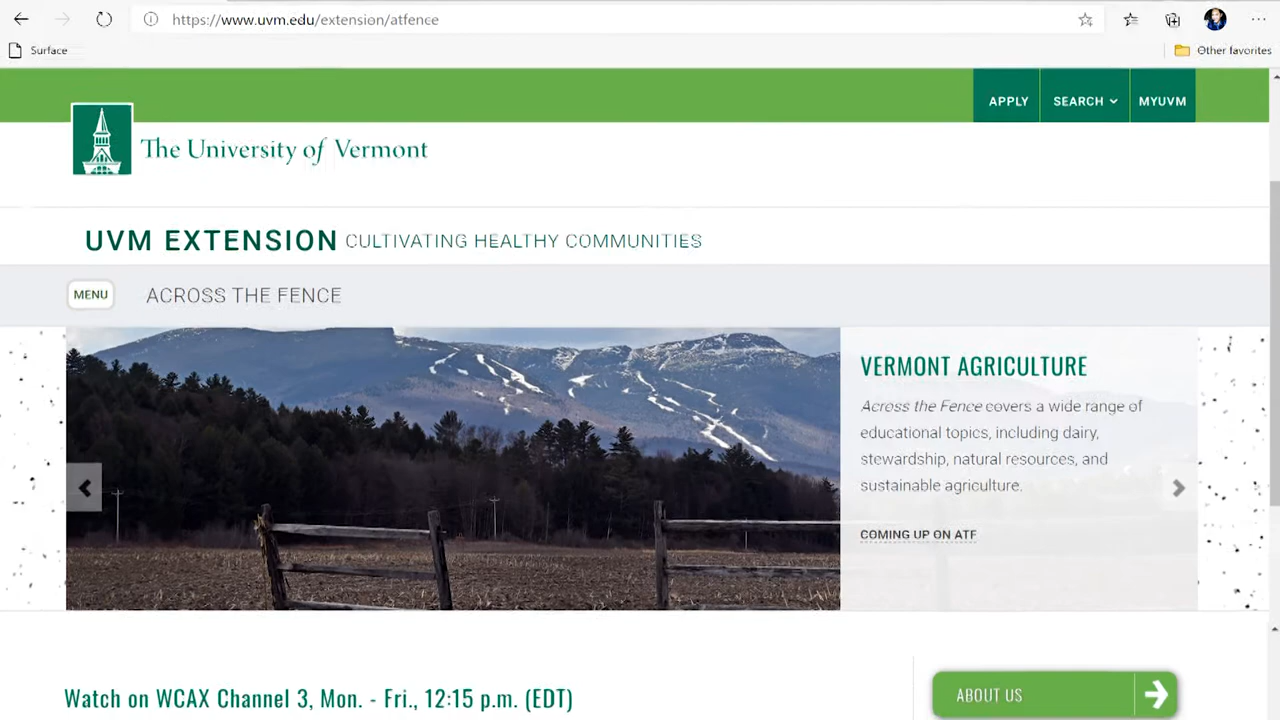 https://www.uvm.edu/extension/atfence
Surface
Other favorites
APPLY
SEARCH
MYUVM
The University of Vermont
UVM EXTENSION CULTIVATING HEALTHY COMMUNITIES
MENU
ACROSS THE FENCE
VERMONT AGRICULTURE
Across the Fence covers a wide range of
educational topics, including dairy,
stewardship, natural resources, and
sustainable agriculture.
COMING UP ON ATF
Watch on WCAX Channel 3, Mon. - Fri., 12:15 p.m. (EDT)
ABOUT US